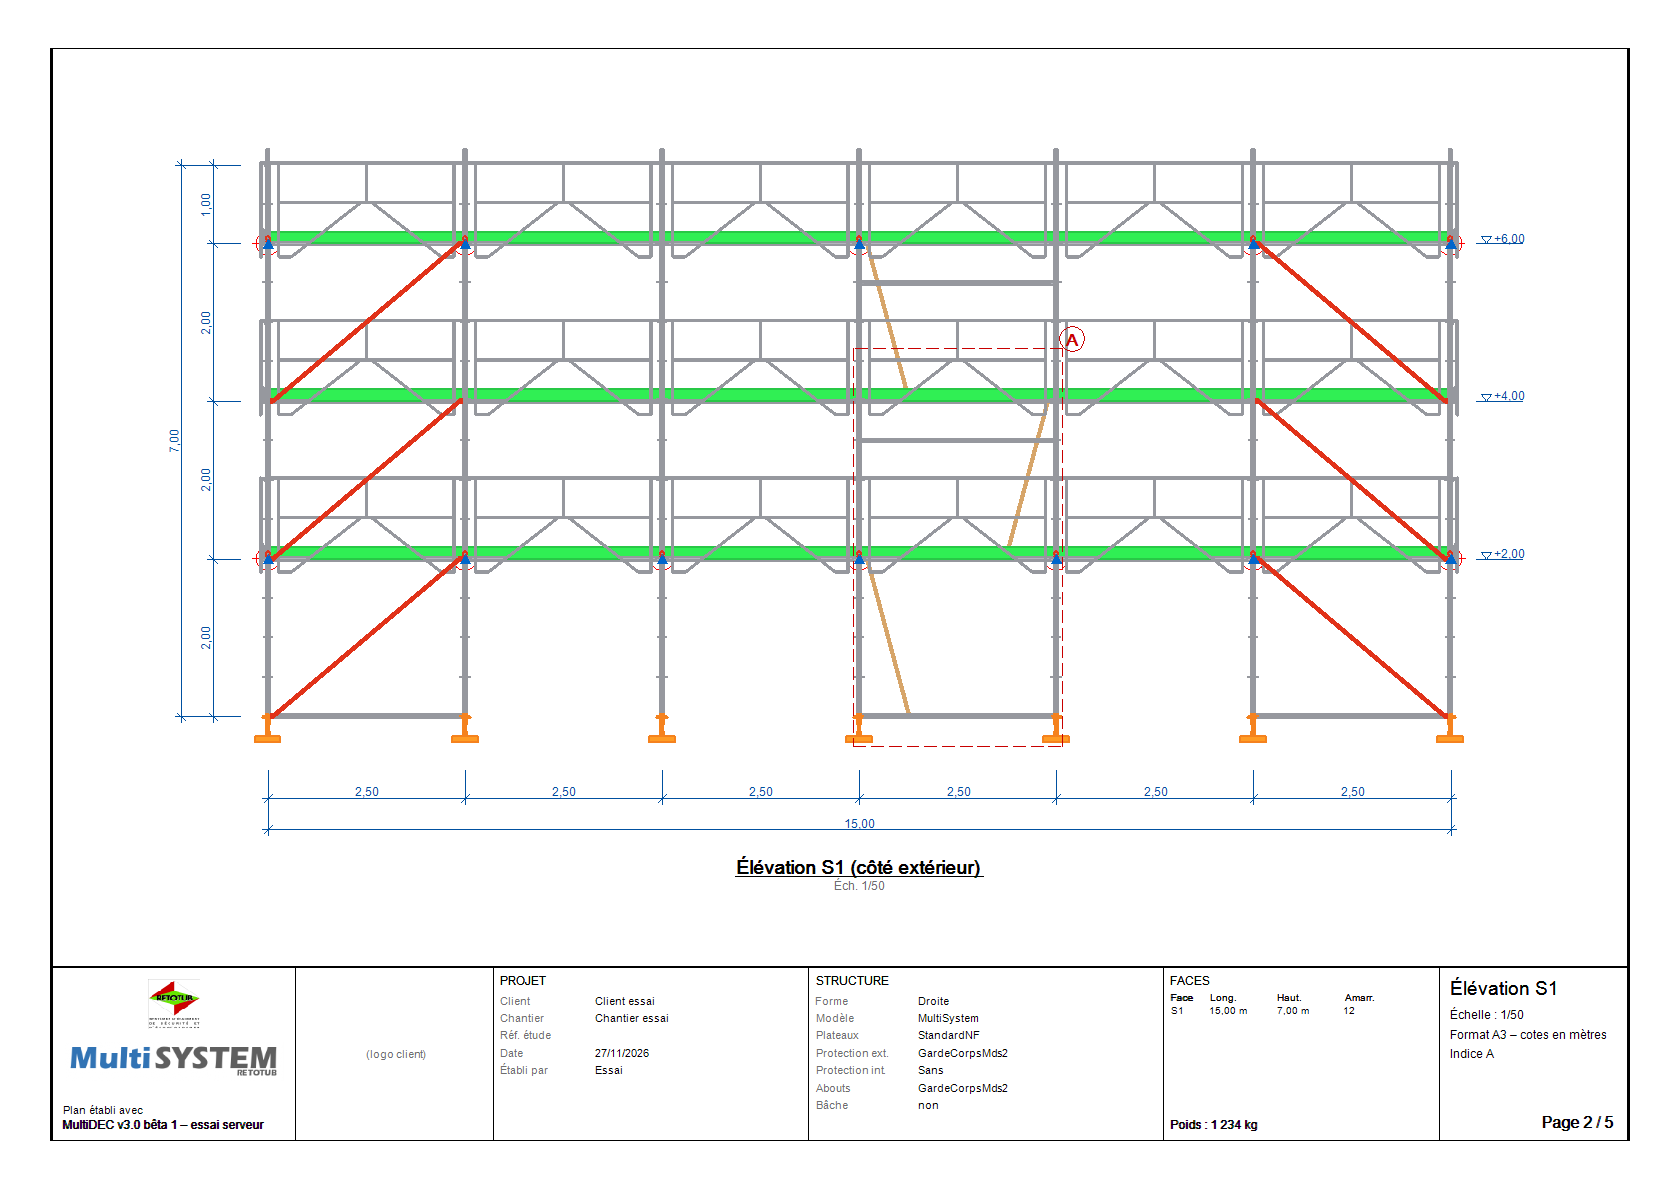 1,00
+6,00
2,00
A
+4,00
7,00
2,00
+2,00
2,00
2,50
2,50
2,50
2,50
2,50
2,50
15,00
Élévation S1 (côté extérieur)
Éch. 1/50
RETOTUB
DE SÉCURITÉ ET
MultiSYSTEM
RETOTUB
Plan établi avec
MultiDEC v3.0 bêta 1 – essai serveur
(logo client)
PROJET
Client Client essai
Chantier Chantier essai
Réf. étude
Date 27/11/2026
Établi par Essai
STRUCTURE
Forme Droite
Modèle MultiSystem
Plateaux StandardNF
Protection ext. GardeCorpsMds2
Protection int. Sans
Abouts GardeCorpsMds2
Bâche non
FACES
Face Long. Haut. Amarr.
S1 15,00 m 7,00 m 12
Poids : 1 234 kg
Élévation S1
Échelle : 1/50
Format A3 – cotes en mètres
Indice A
Page 2 / 5